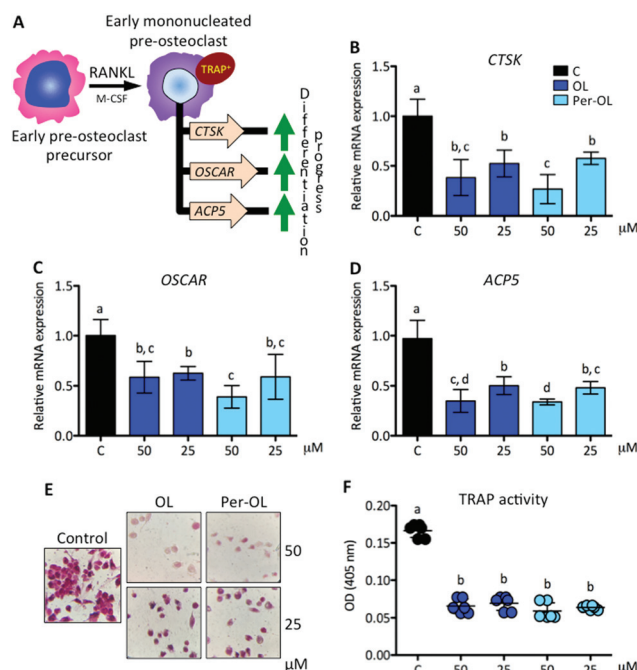 A
Early mononucleated
pre-osteoclast
RANKL
M-CSF
TRAP+
Early pre-osteoclast
precursor
CTSK
OSCAR
ACP5
Differentiation
progress
B
CTSK
Relative mRNA expression
1.5
1.0
0.5
0.0
a
b, c
b
c
b
C
OL
Per-OL
C 50 25 50 25 μM
C
OSCAR
Relative mRNA expression
1.5
1.0
0.5
0.0
a
b, c
b
c
b, c
C 50 25 50 25 μM
D
ACP5
Relative mRNA expression
1.5
1.0
0.5
0.0
a
c, d
b
d
b, c
C 50 25 50 25 μM
E
OL Per-OL
Control
50
25
μM
F
TRAP activity
OD (405 nm)
0.20
0.15
0.10
0.05
0.00
a
b
b
b
b
C 50 25 50 25 μM